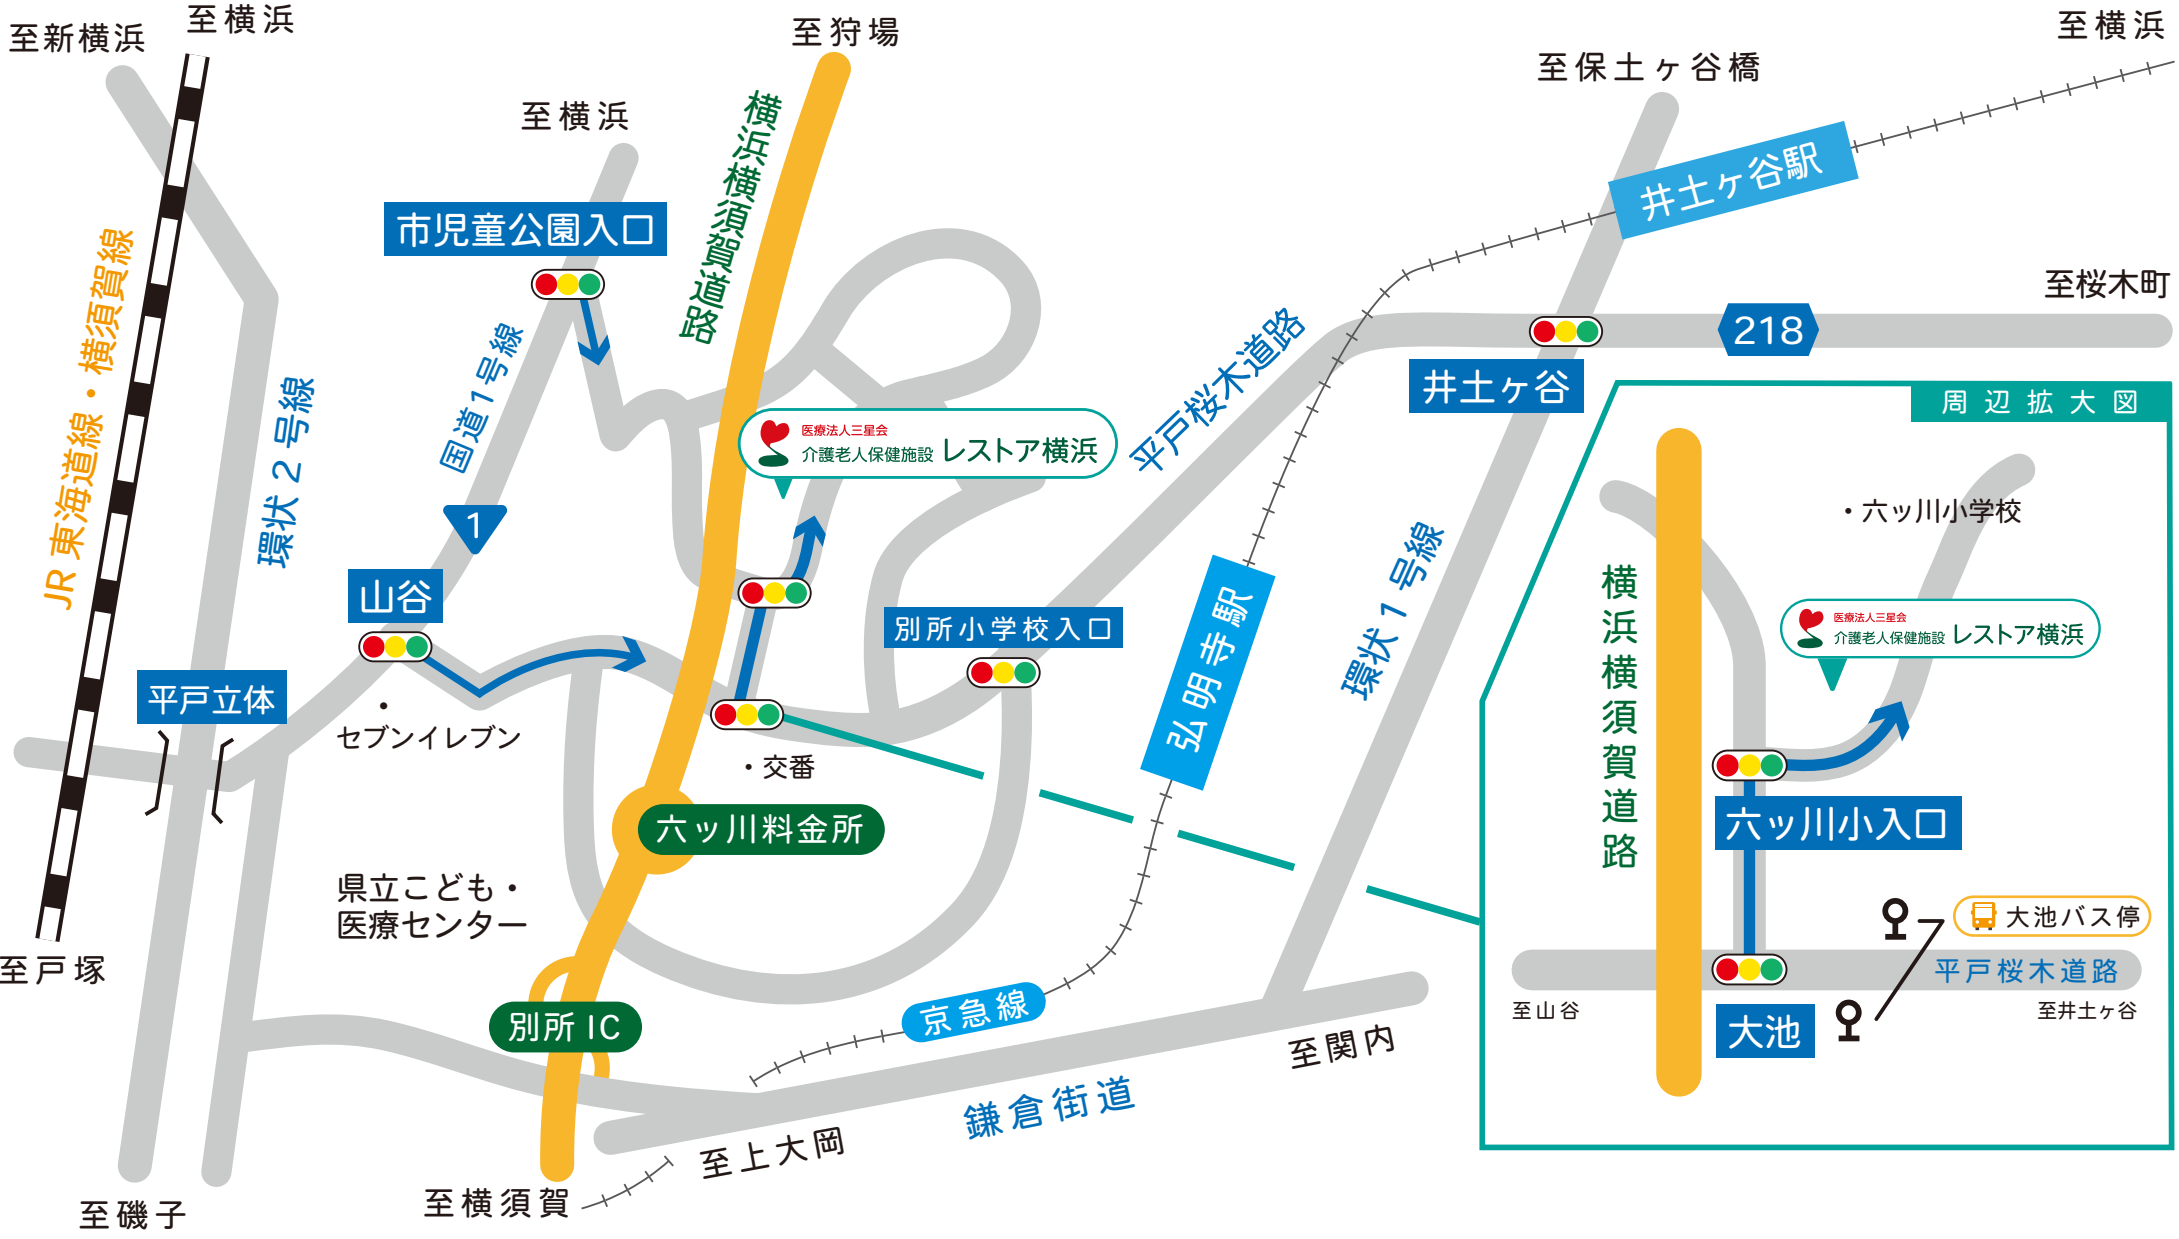 至新横浜
至横浜
至狩場
至横浜
至保土ヶ谷橋
至横浜
横浜横須賀道路
井土ヶ谷駅
市児童公園入口
JR 東海道線・横須賀線
環状2号線
国道1号線
1
至桜木町
218
平戸桜木道路
井土ヶ谷
医療法人三星会
介護老人保健施設 レストア横浜
山谷
平戸立体
・
セブンイレブン
別所小学校入口
弘明寺駅
環状1号線
・交番
六ッ川料金所
県立こども・
医療センター
至戸塚
別所 IC
京急線
鎌倉街道
至関内
至上大岡
至横須賀
至磯子
周辺拡大図
・六ッ川小学校
横浜横須賀道路
医療法人三星会
介護老人保健施設 レストア横浜
六ッ川小入口
大池バス停
平戸桜木道路
至山谷
至井土ヶ谷
大池